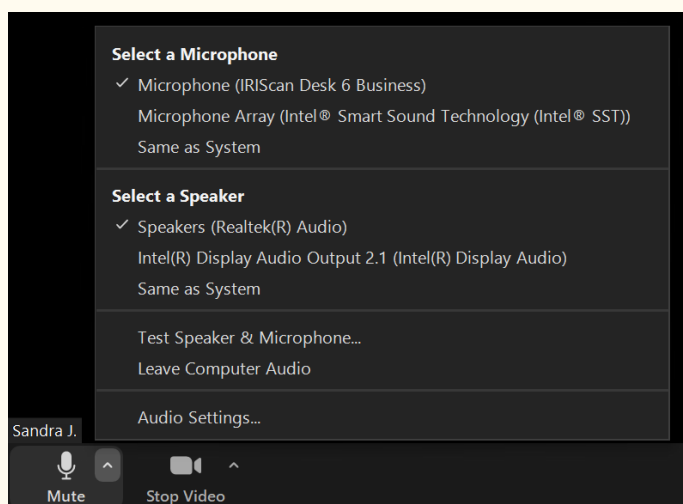 Select a Microphone
✓ Microphone (IRIScan Desk 6 Business)
Microphone Array (Intel® Smart Sound Technology (Intel® SST))
Same as System
Select a Speaker
✓ Speakers (Realtek(R) Audio)
Intel(R) Display Audio Output 2.1 (Intel(R) Display Audio)
Same as System
Test Speaker & Microphone...
Leave Computer Audio
Audio Settings...
Sandra J.
Mute Stop Video